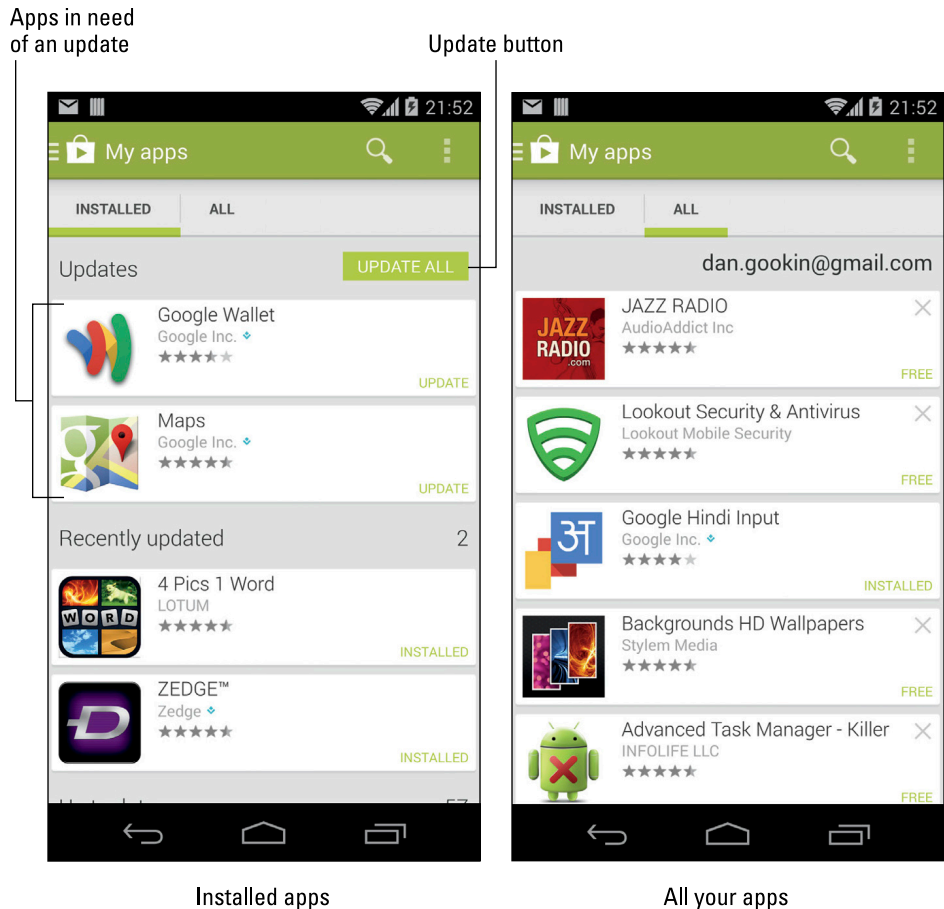 Apps in need
of an update
Update button
21:52
My apps
INSTALLED ALL
Updates
UPDATE ALL
Google Wallet
Google Inc.
UPDATE
Maps
Google Inc.
UPDATE
Recently updated 2
WORD
4 Pics 1 Word
LOTUM
INSTALLED
ZEDGE™
Zedge
INSTALLED
57
Installed apps
21:52
My apps
INSTALLED ALL
dan.gookin@gmail.com
JAZZ
RADIO
.com
JAZZ RADIO
AudioAddict Inc
FREE
Lookout Security & Antivirus
Lookout Mobile Security
FREE
अ
Google Hindi Input
Google Inc.
INSTALLED
Backgrounds HD Wallpapers
Stylem Media
FREE
Advanced Task Manager - Killer
INFOLIFE LLC
FREE
All your apps